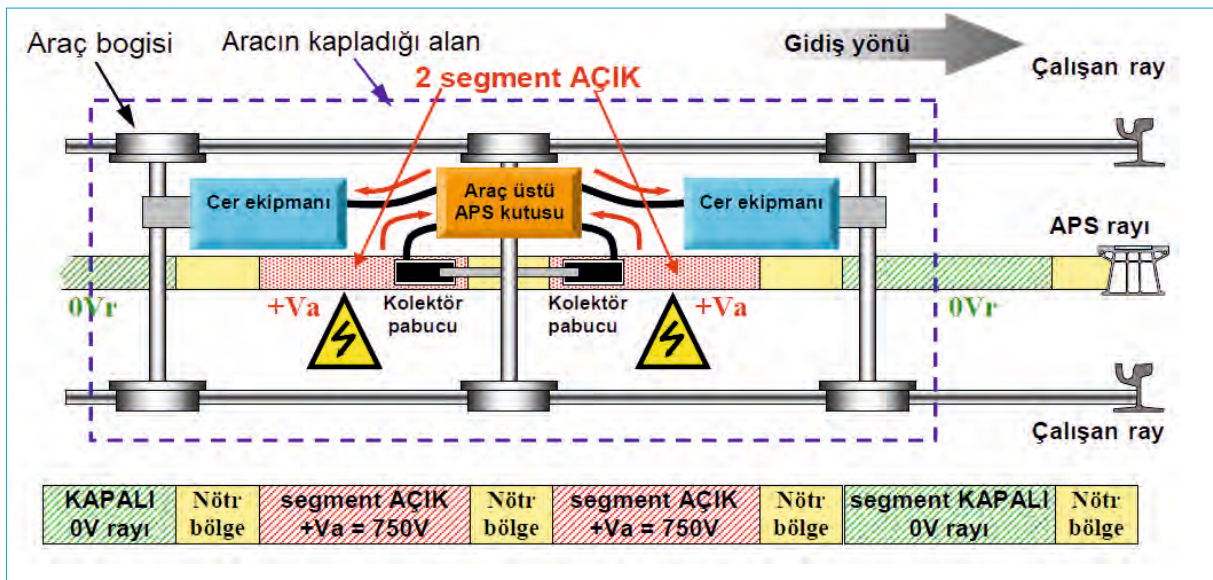 Araç bogisi
Aracın kapladığı alan
Gidiş yönü
Çalışan ray
2 segment AÇIK
Cer ekipmanı
Araç üstü
APS kutusu
Cer ekipmanı
APS rayı
0Vr
+Va
Kolektör
pabucu
Kolektör
pabucu
+Va
0Vr
Çalışan ray
KAPALI
0V rayı
Nötr
bölge
segment AÇIK
+Va = 750V
Nötr
bölge
segment AÇIK
+Va = 750V
Nötr
bölge
segment KAPALI
0V rayı
Nötr
bölge